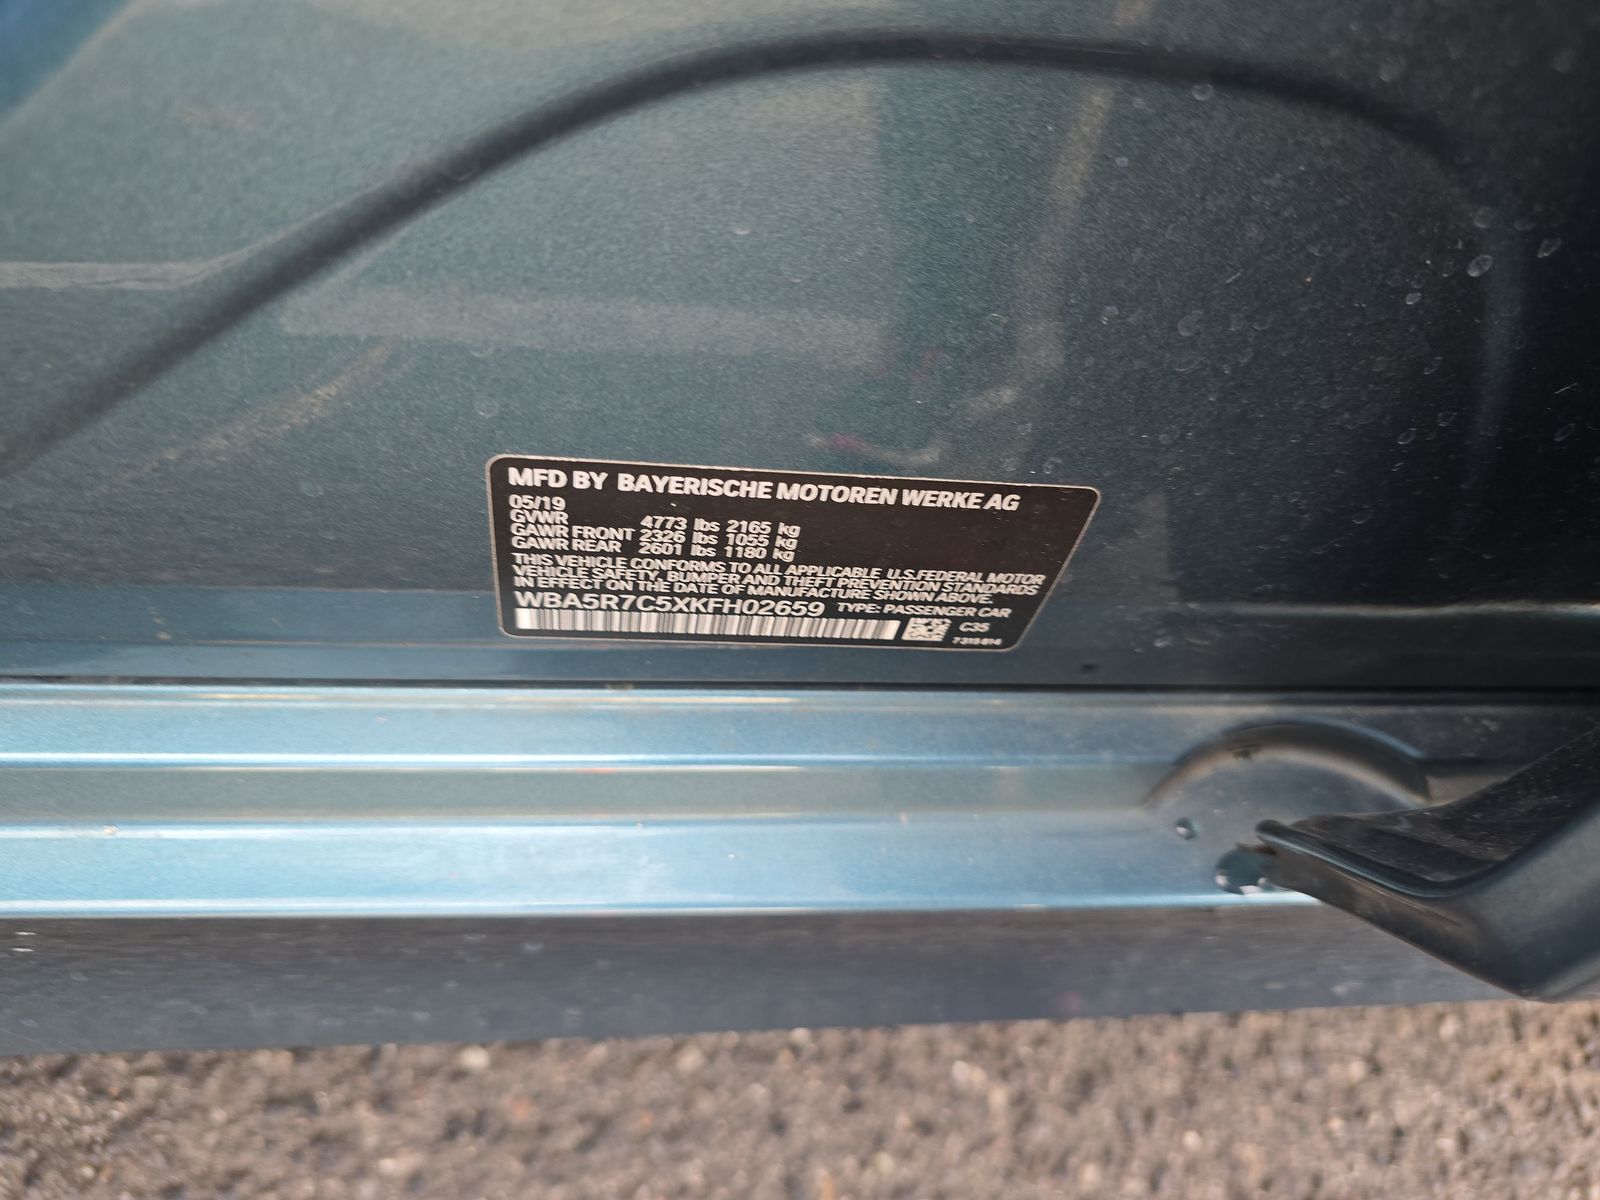 MFD BY BAYERISCHE MOTOREN WERKE AG
05/19
GVWR 4773 lbs 2165 kg
GAWR FRONT 2326 lbs 1055 kg
GAWR REAR 2601 lbs 1180 kg
THIS VEHICLE CONFORMS TO ALL APPLICABLE U.S.FEDERAL MOTOR
VEHICLE SAFETY, BUMPER AND THEFT PREVENTION STANDARDS
IN EFFECT ON THE DATE OF MANUFACTURE SHOWN ABOVE.
WBA5R7C5XKFH02659 TYPE: PASSENGER CAR
C35